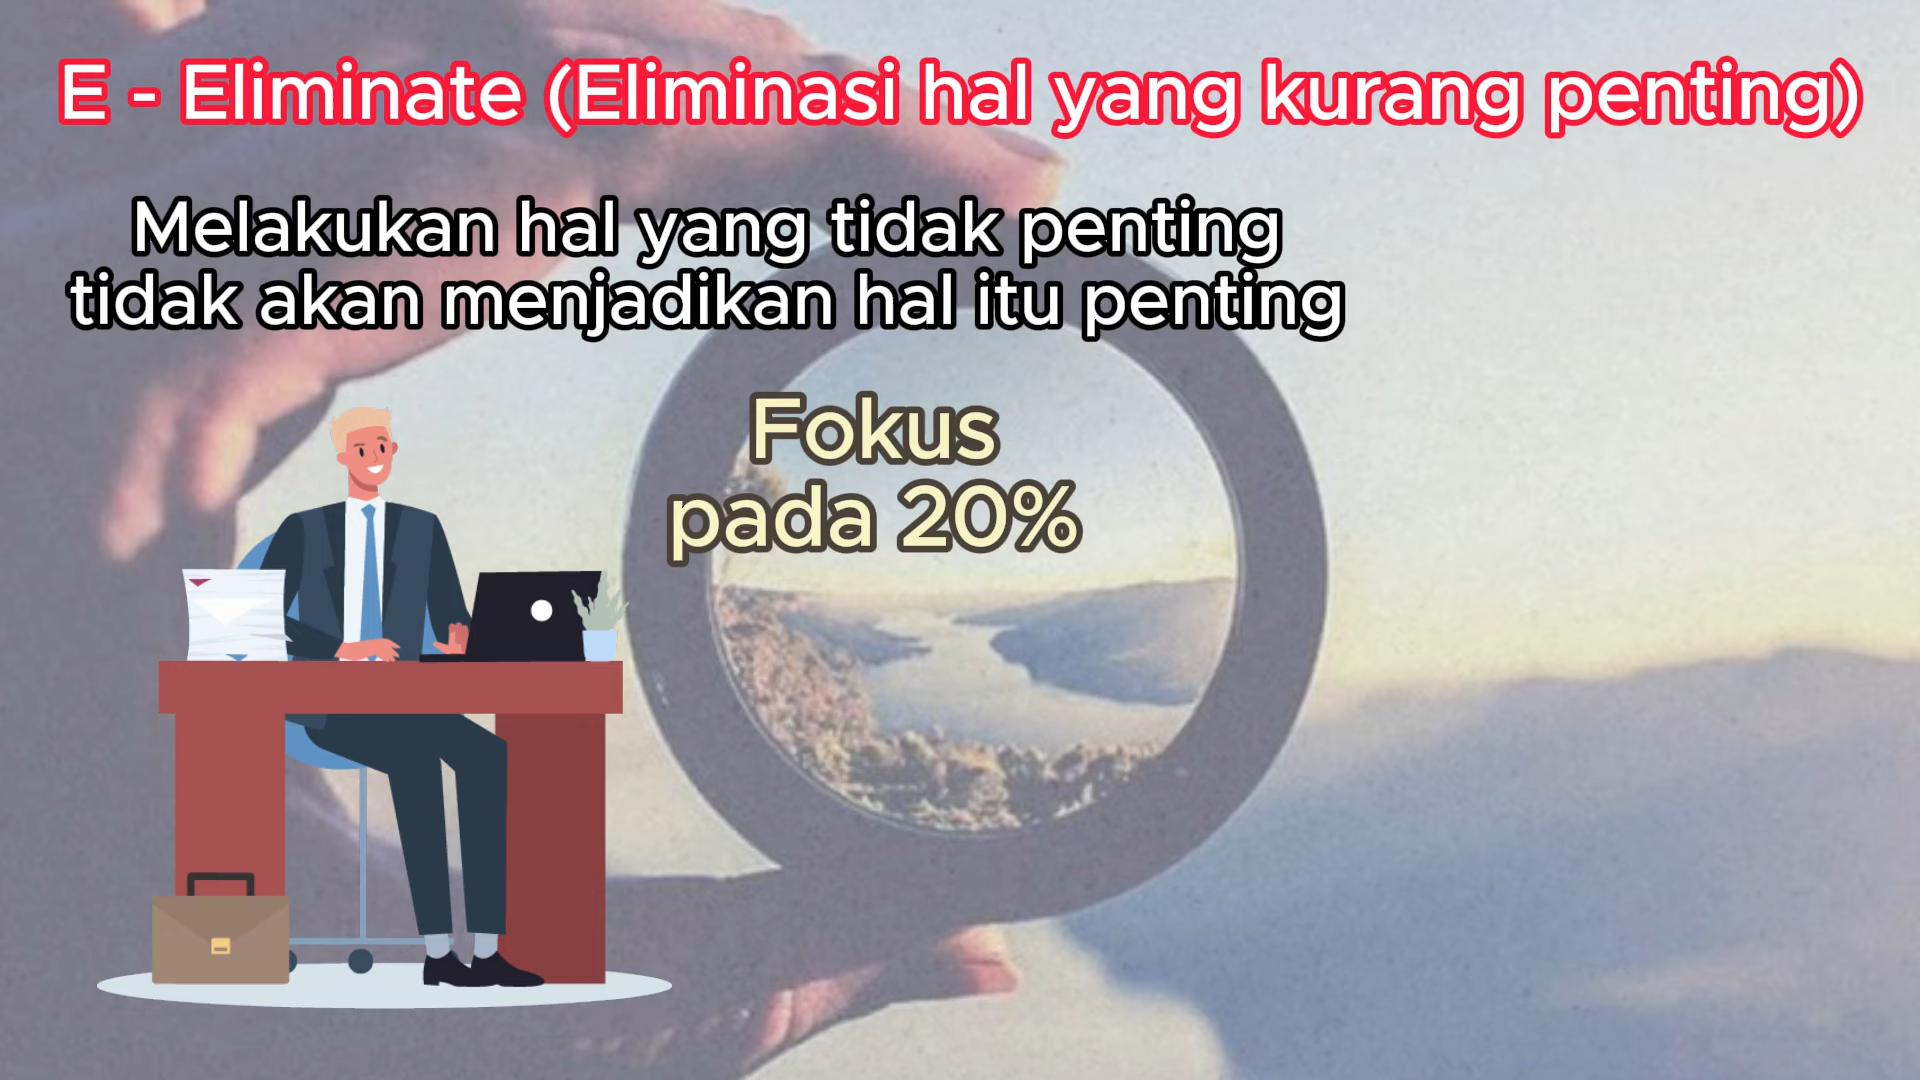 E - Eliminate (Eliminasi hal yang kurang penting)
Melakukan hal yang tidak penting
tidak akan menjadikan hal itu penting
Fokus
pada 20%